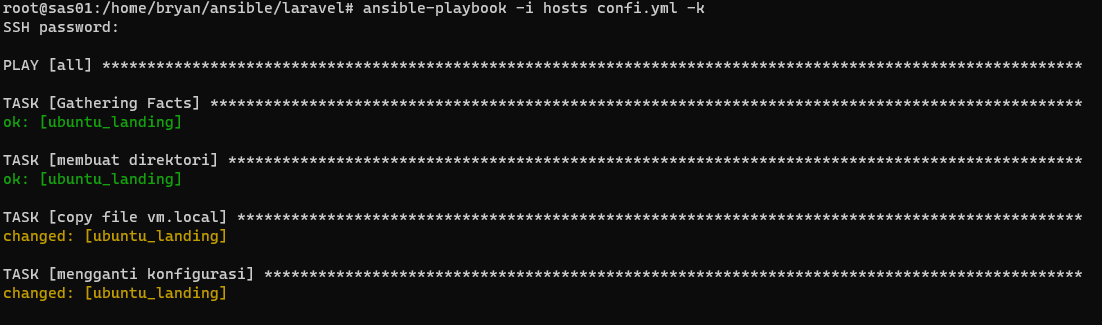 root@sas01:/home/bryan/ansible/laravel# ansible-playbook -i hosts confi.yml -k
SSH password:
PLAY [all] *************************************************************************************************************
TASK [Gathering Facts] *************************************************************************************************
ok: [ubuntu_landing]
TASK [membuat direktori] ***********************************************************************************************
ok: [ubuntu_landing]
TASK [copy file vm.local] **********************************************************************************************
changed: [ubuntu_landing]
TASK [mengganti konfigurasi] *******************************************************************************************
changed: [ubuntu_landing]